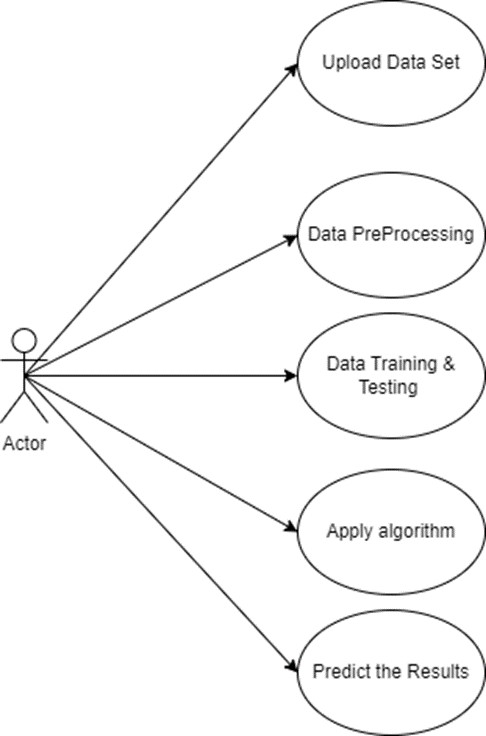 Upload Data Set
Data PreProcessing
Data Training &
Testing
Actor
Apply algorithm
Predict the Results